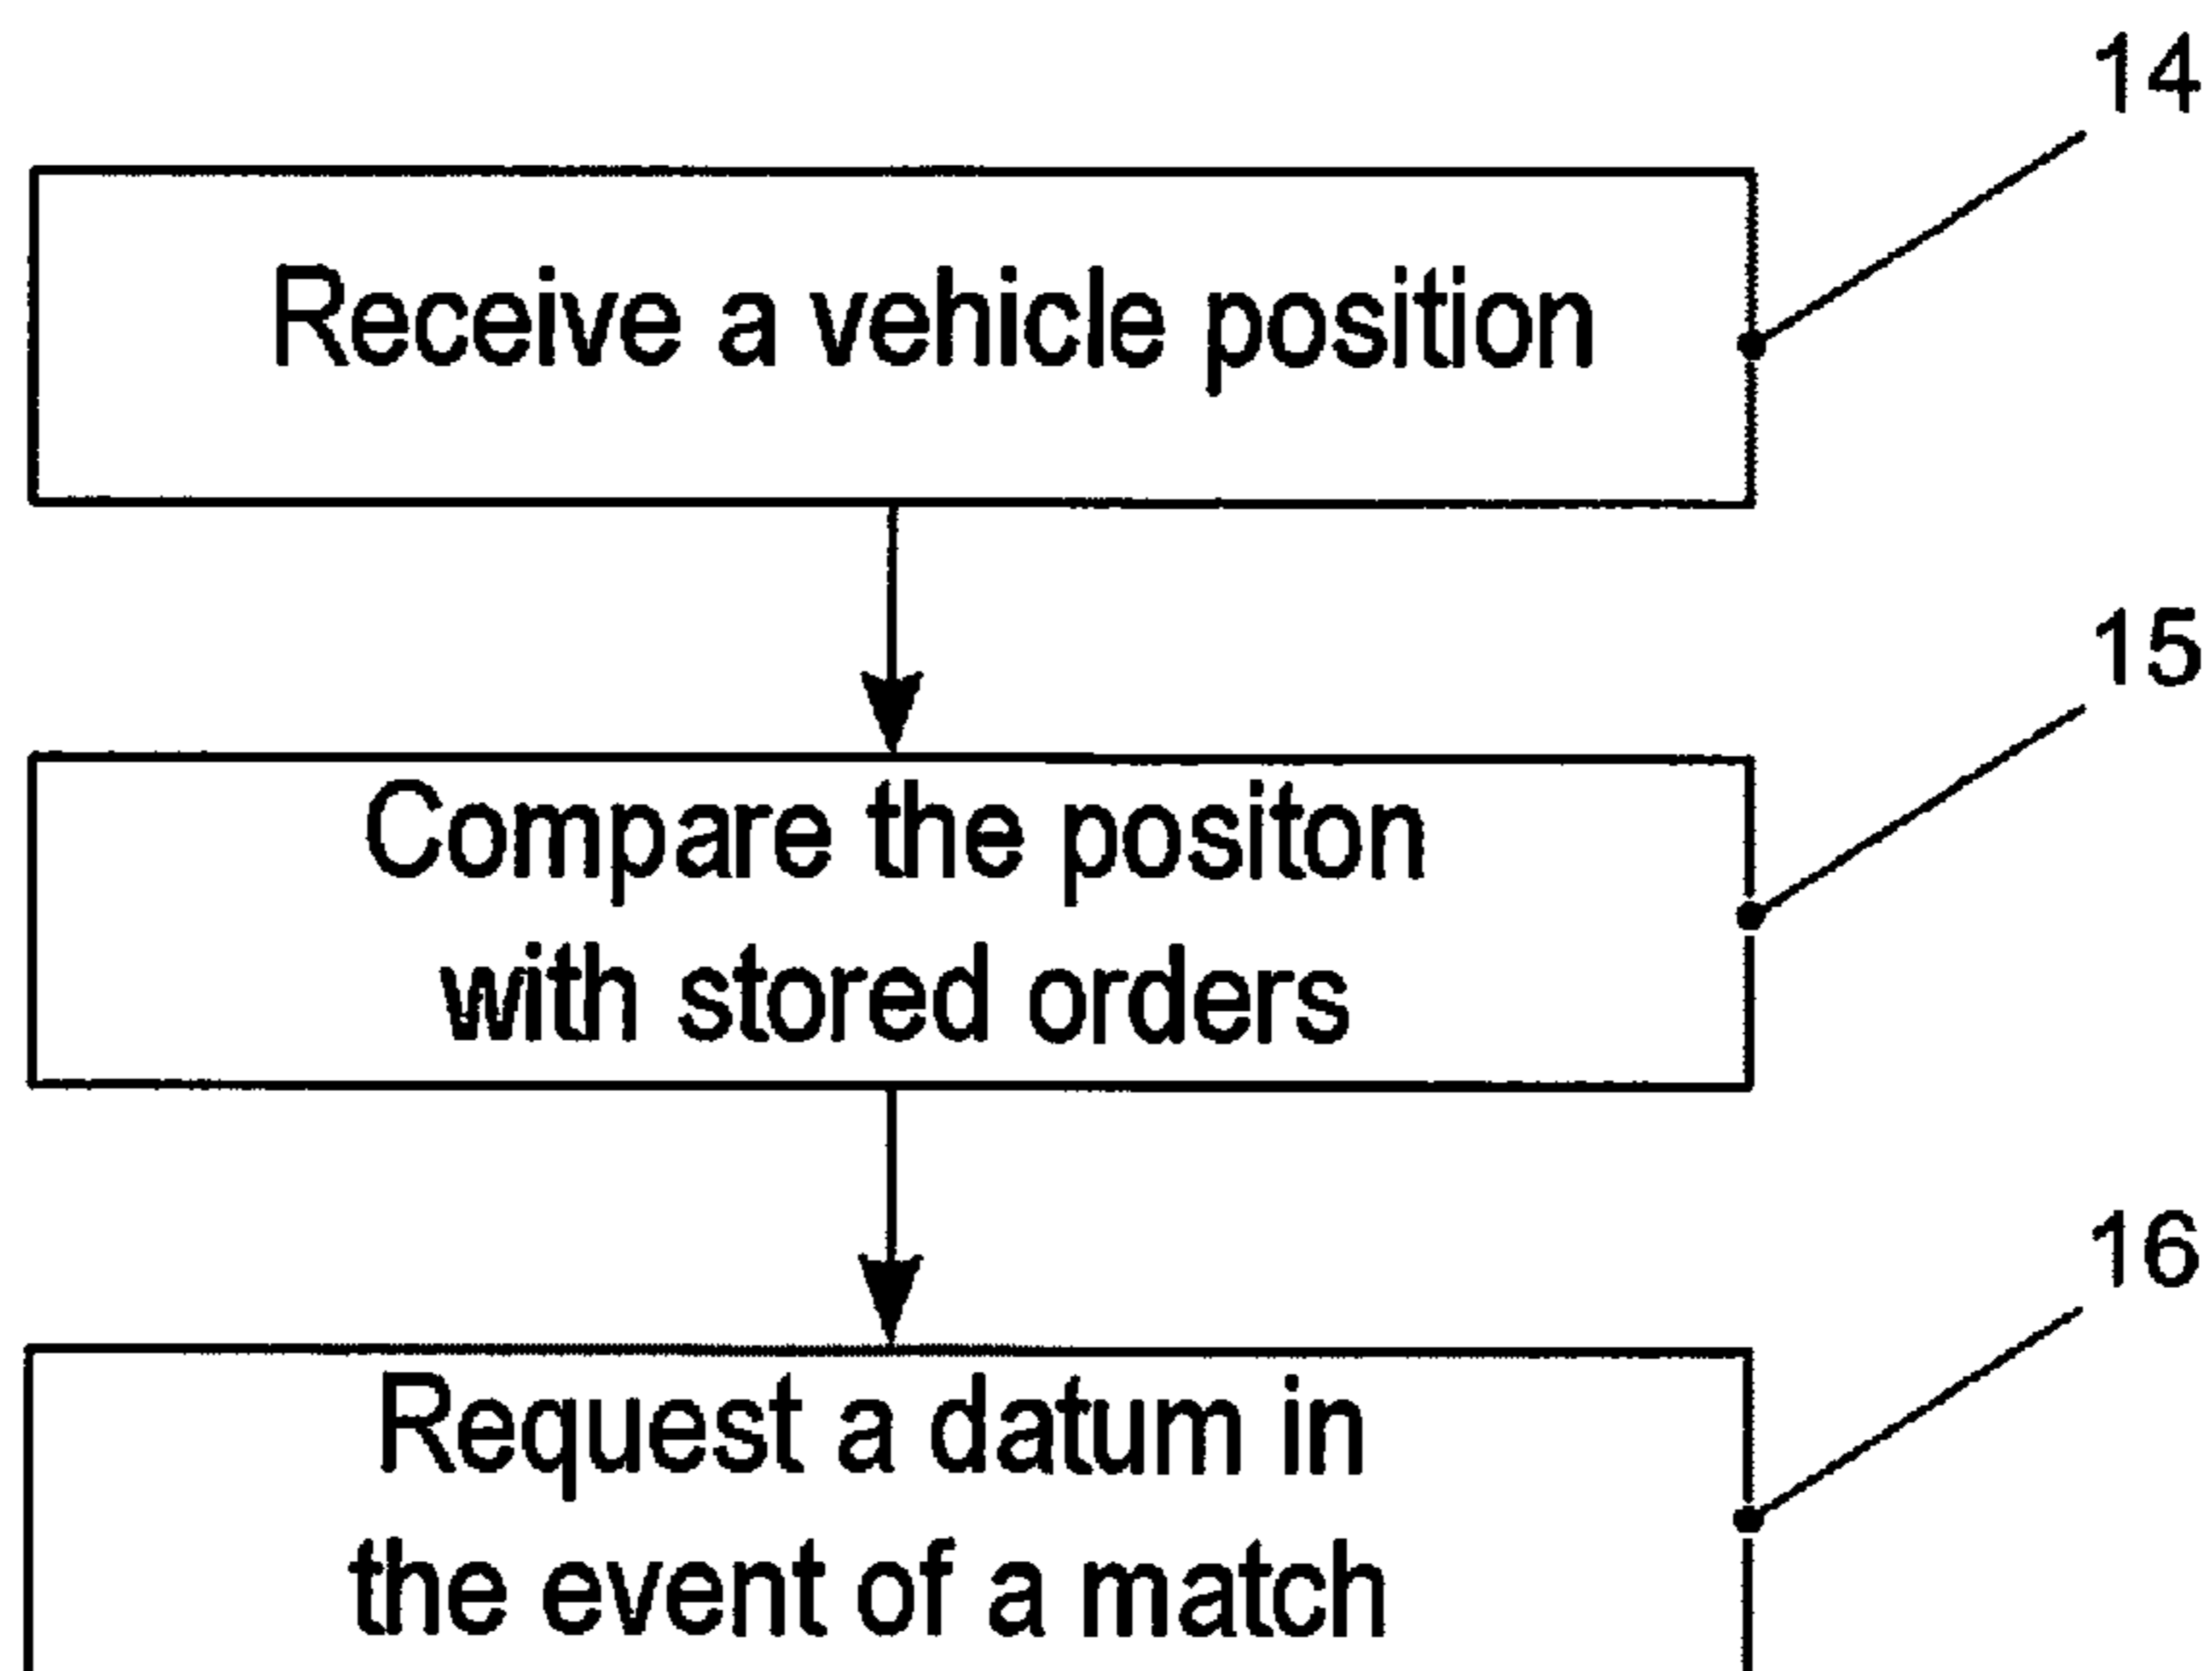 14
Receive a vehicle position
15
Compare the positon
with stored orders
16
Request a datum in
the event of a match